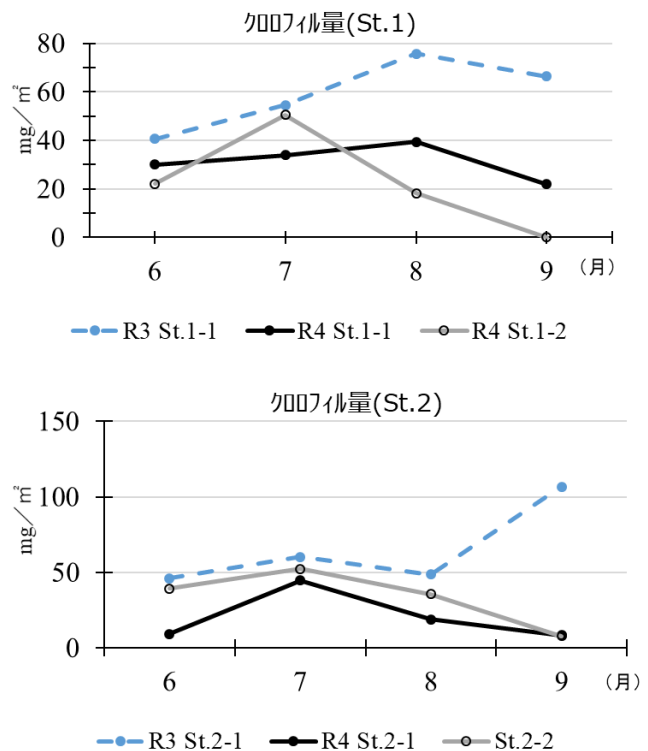 ｸﾛﾛﾌｨﾙ量(St.1)
mg／㎡
80
60
40
20
0
6 7 8 9 （月）
R3 St.1-1 R4 St.1-1 R4 St.1-2
ｸﾛﾛﾌｨﾙ量(St.2)
mg／㎡
150
100
50
0
6 7 8 9 （月）
R3 St.2-1 R4 St.2-1 St.2-2